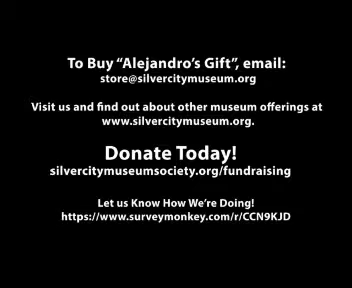 To Buy “Alejandro’s Gift”, email:
store@silvercitymuseum.org
Visit us and find out about other museum offerings at
www.silvercitymuseum.org.
Donate Today!
silvercitymuseumsociety.org/fundraising
Let us Know How We’re Doing!
https://www.surveymonkey.com/r/CCN9KJD